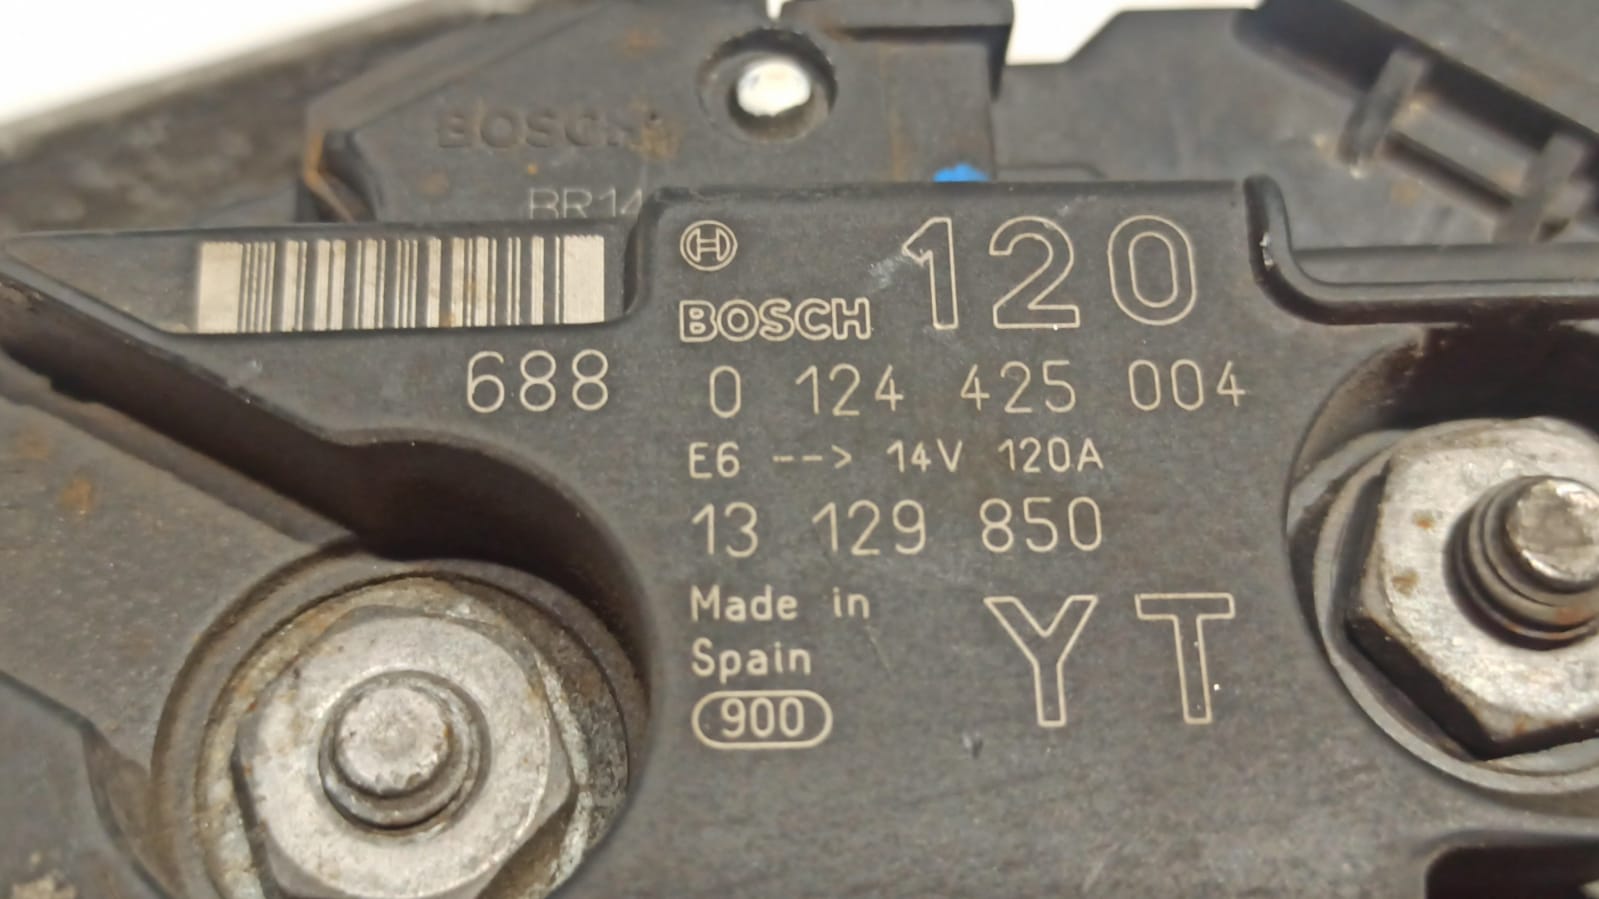 BOSCH
BR14
BOSCH
120
688
0 124 425 004
E6 --> 14V 120A
13 129 850
Made in
Spain
YT
900